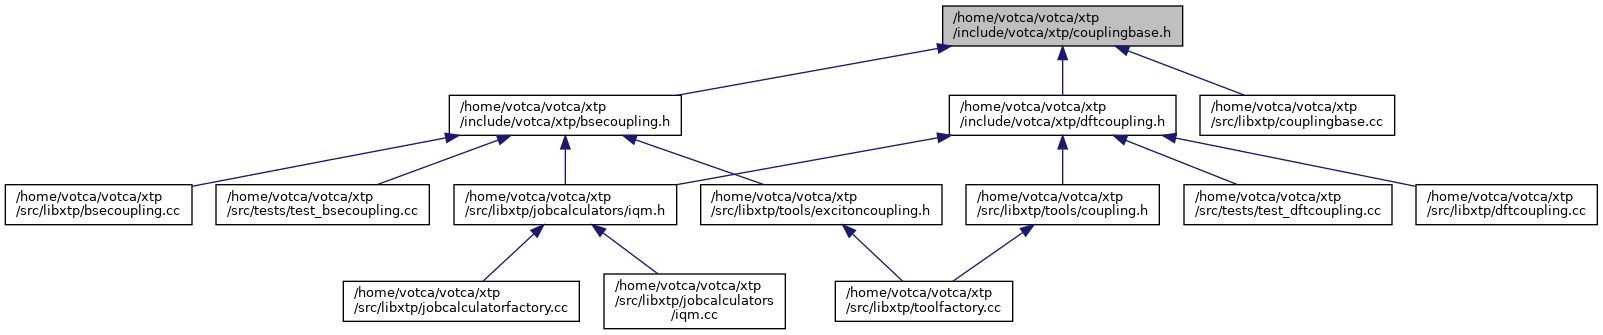 /home/votca/votca/xtp
/include/votca/xtp/couplingbase.h
/home/votca/votca/xtp
/include/votca/xtp/bsecoupling.h
/home/votca/votca/xtp
/include/votca/xtp/dftcoupling.h
/home/votca/votca/xtp
/src/libxtp/couplingbase.cc
/home/votca/votca/xtp
/src/libxtp/bsecoupling.cc
/home/votca/votca/xtp
/src/tests/test_bsecoupling.cc
/home/votca/votca/xtp
/src/libxtp/jobcalculators/iqm.h
/home/votca/votca/xtp
/src/libxtp/tools/excitoncoupling.h
/home/votca/votca/xtp
/src/libxtp/tools/coupling.h
/home/votca/votca/xtp
/src/tests/test_dftcoupling.cc
/home/votca/votca/xtp
/src/libxtp/dftcoupling.cc
/home/votca/votca/xtp
/src/libxtp/jobcalculatorfactory.cc
/home/votca/votca/xtp
/src/libxtp/jobcalculators
/iqm.cc
/home/votca/votca/xtp
/src/libxtp/toolfactory.cc